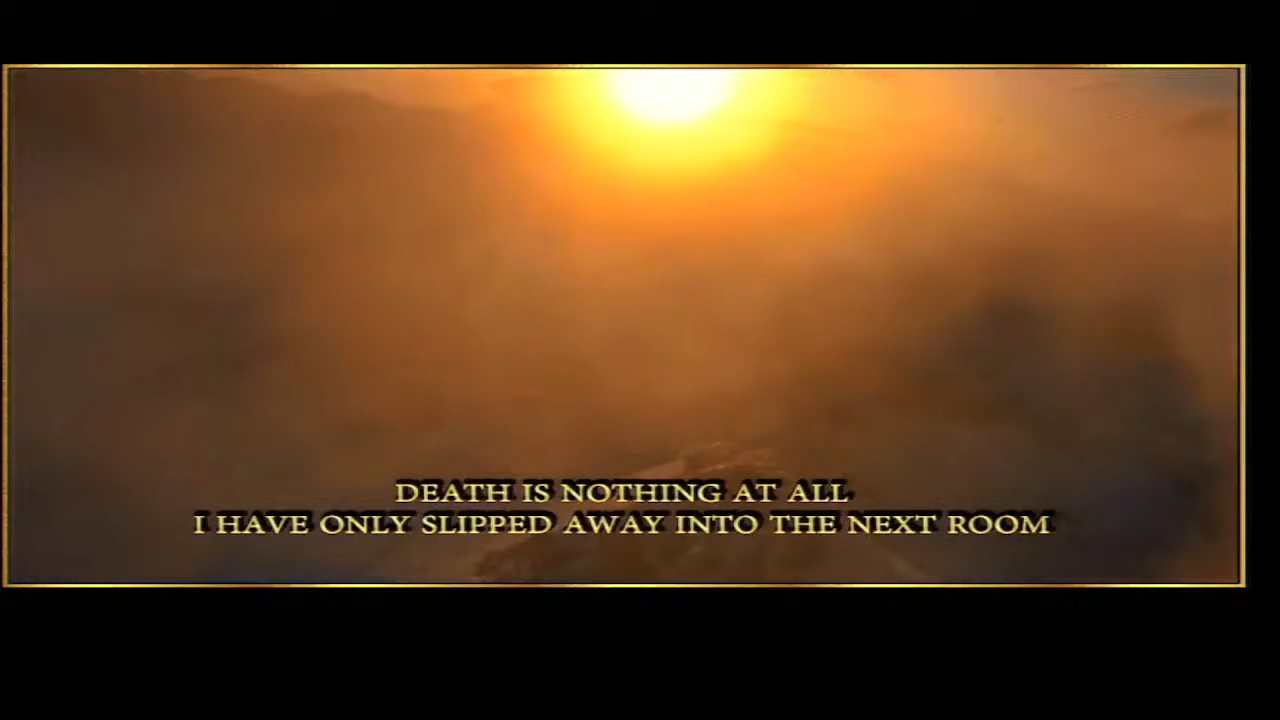 DEATH IS NOTHING AT ALL
I HAVE ONLY SLIPPED AWAY INTO THE NEXT ROOM